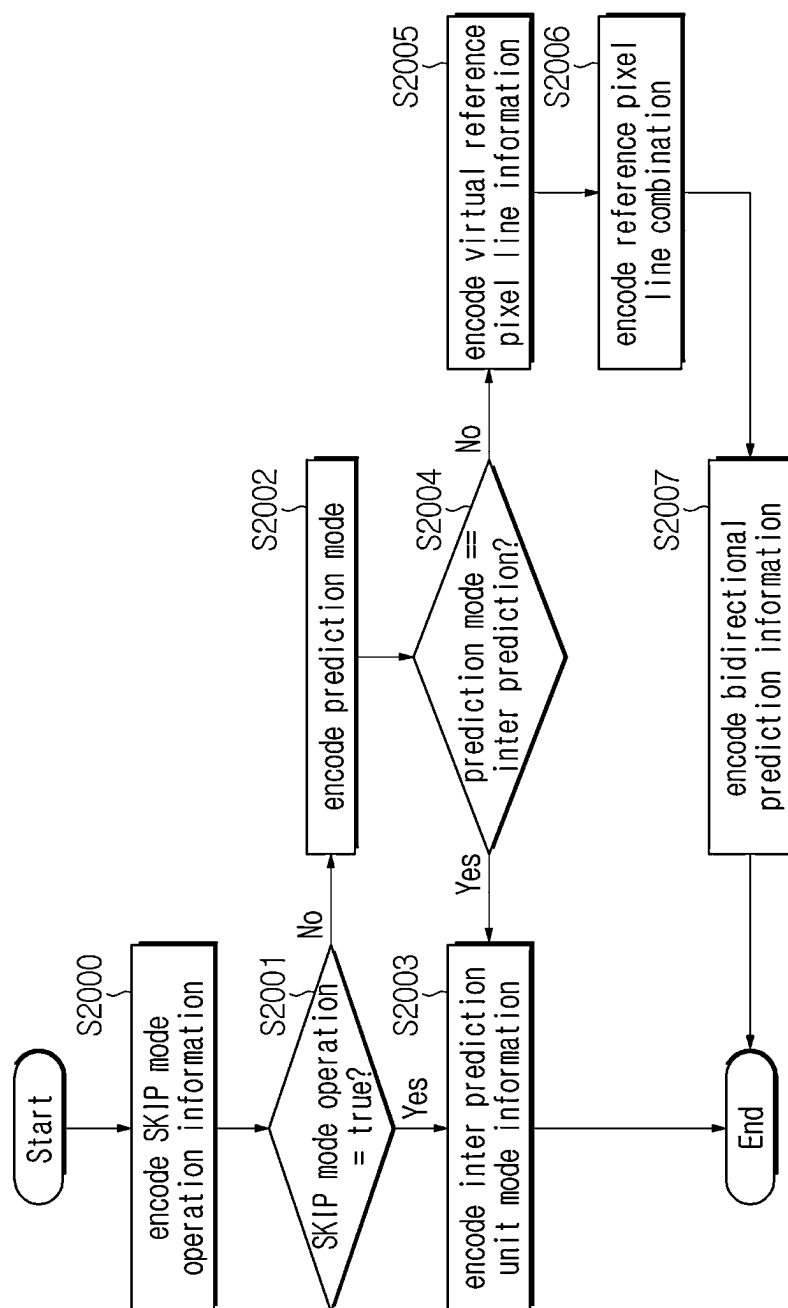 Start
S2000
encode SKIP mode
operation information
S2001
SKIP mode operation
= true?
No
Yes
S2002
encode prediction mode
S2004
prediction mode ==
inter prediction?
Yes
No
S2003
encode inter prediction
unit mode information
S2005
encode virtual reference
pixel line information
S2006
encode reference pixel
line combination
S2007
encode bidirectional
prediction information
End